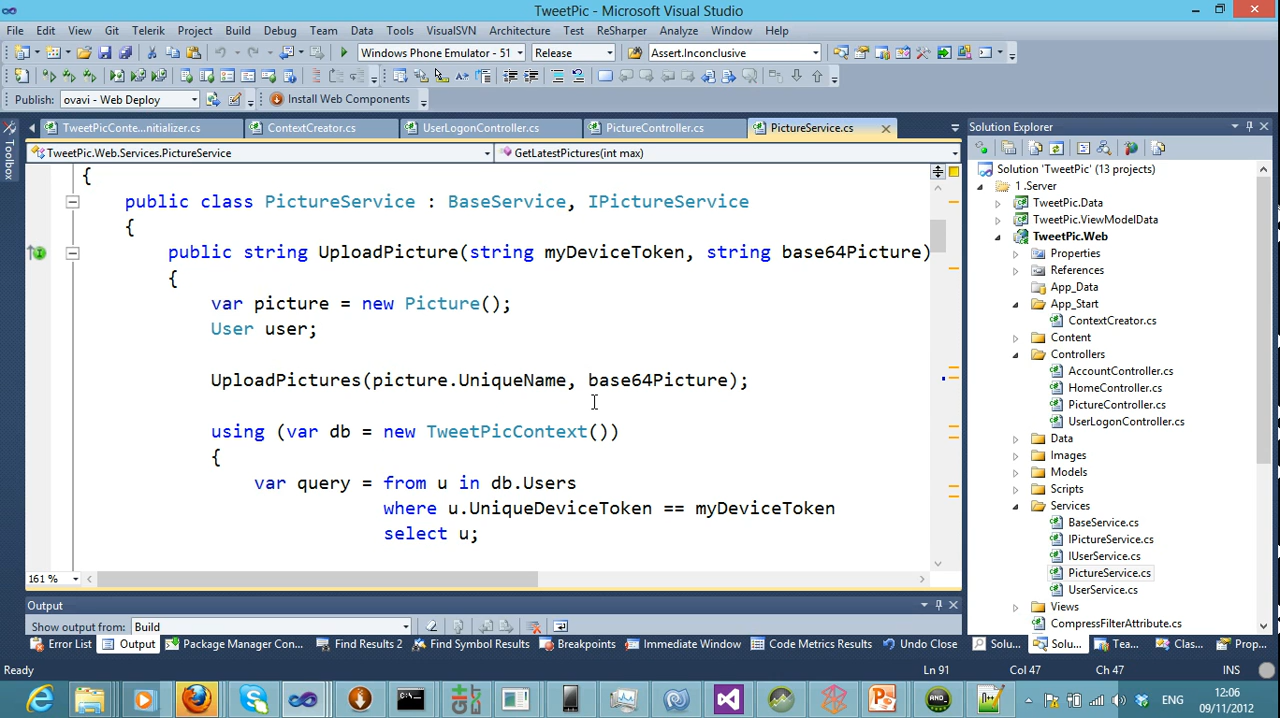 TweetPic - Microsoft Visual Studio
File Edit View Git Telerik Project Build Debug Team Data Tools VisualSVN Architecture Test ReSharper Analyze Window Help
Windows Phone Emulator - 51 Release Assert.Inconclusive
Publish: ovavi - Web Deploy Install Web Components
TweetPicConte...nitializer.cs ContextCreator.cs UserLogonController.cs PictureController.cs PictureService.cs
TweetPic.Web.Services.PictureService GetLatestPictures(int max)
{
public class PictureService : BaseService, IPictureService
{
public string UploadPicture(string myDeviceToken, string base64Picture)
{
var picture = new Picture();
User user;
UploadPictures(picture.UniqueName, base64Picture);
using (var db = new TweetPicContext())
{
var query = from u in db.Users
where u.UniqueDeviceToken == myDeviceToken
select u;
161 %
Toolbox
Solution Explorer
Solution 'TweetPic' (13 projects)
1 .Server
TweetPic.Data
TweetPic.ViewModelData
TweetPic.Web
Properties
References
App_Data
App_Start
ContextCreator.cs
Content
Controllers
AccountController.cs
HomeController.cs
PictureController.cs
UserLogonController.cs
Data
Images
Models
Scripts
Services
BaseService.cs
IPictureService.cs
IUserService.cs
PictureService.cs
UserService.cs
Views
CompressFilterAttribute.cs
Output
Show output from: Build
Error List Output Package Manager Con... Find Results 2 Find Symbol Results Breakpoints Immediate Window Code Metrics Results Undo Close
Solu... Solu... Tea... Clas... Prop...
Ready Ln 91 Col 47 Ch 47 INS
ENG
12:06
09/11/2012